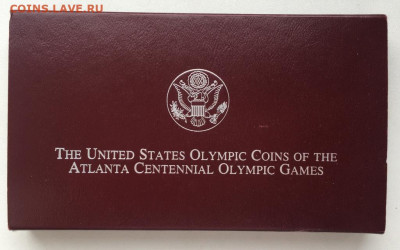 COINS.LAVE.RU
THE UNITED STATES OLYMPIC COINS OF THE
ATLANTA CENTENNIAL OLYMPIC GAMES